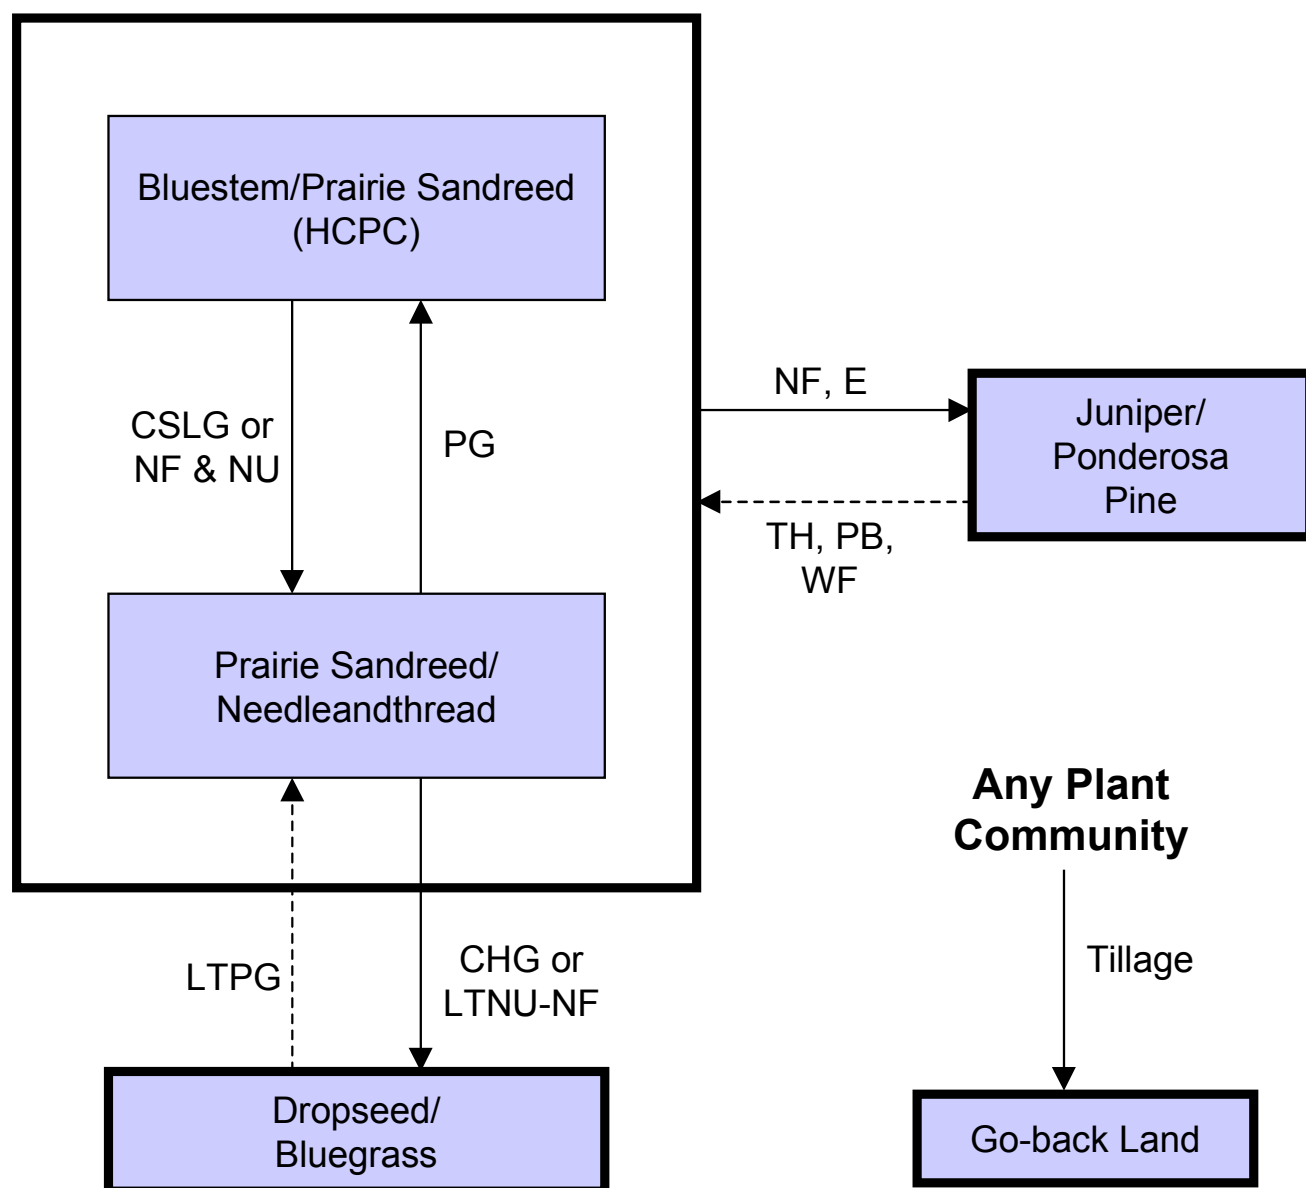 Bluestem/Prairie Sandreed
(HCPC)
CSLG or
NF & NU
PG
NF, E
Juniper/
Ponderosa
Pine
TH, PB,
WF
Prairie Sandreed/
Needleandthread
Any Plant
Community
LTPG
CHG or
LTNU-NF
Tillage
Dropseed/
Bluegrass
Go-back Land